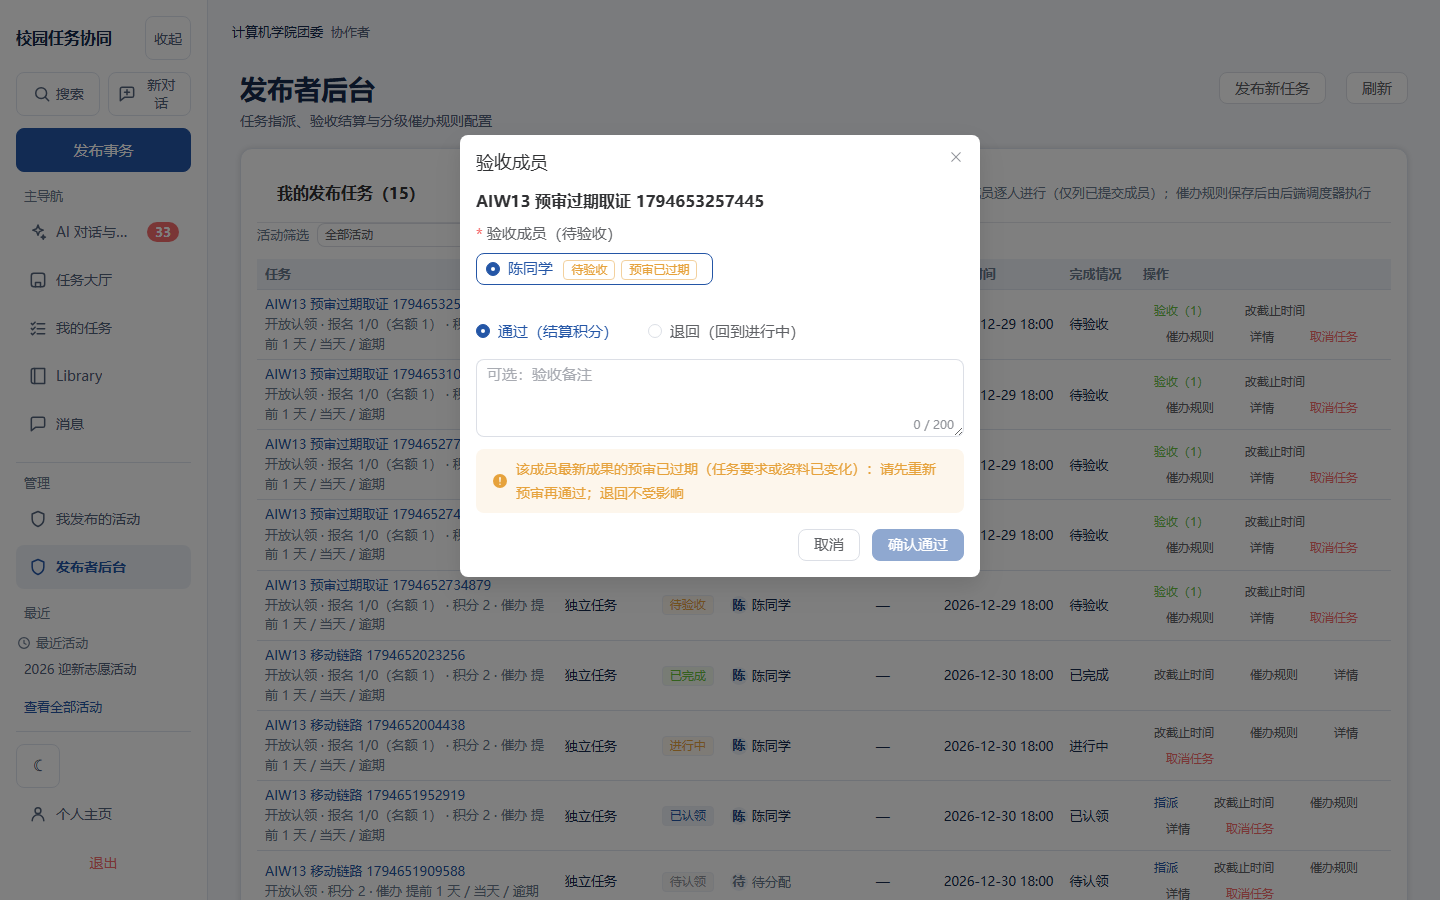 校园任务协同
收起
搜索
新对话
发布事务
主导航
AI 对话与...
33
任务大厅
我的任务
Library
消息
管理
我发布的活动
发布者后台
最近
最近活动
2026 迎新志愿活动
查看全部活动
个人主页
退出
计算机学院团委 协作者
发布者后台
任务指派、验收结算与分级催办规则配置
发布新任务
刷新
我的发布任务（15）
员逐人进行（仅列已提交成员）；催办规则保存后由后端调度器执行
活动筛选
全部活动
任务
间
完成情况
操作
验收成员
AIW13 预审过期取证 1794653257445
* 验收成员（待验收）
陈同学 待验收 预审已过期
通过（结算积分）
退回（回到进行中）
可选：验收备注
0 / 200
该成员最新成果的预审已过期（任务要求或资料已变化）：请先重新
预审再通过；退回不受影响
取消
确认通过
AIW13 预审过期取证 179465325
开放认领 · 报名 1/0（名额 1） · 积
前 1 天 / 当天 / 逾期
12-29 18:00 待验收 验收（1） 改截止时间
催办规则 详情 取消任务
AIW13 预审过期取证 179465310
开放认领 · 报名 1/0（名额 1） · 积
前 1 天 / 当天 / 逾期
12-29 18:00 待验收 验收（1） 改截止时间
催办规则 详情 取消任务
AIW13 预审过期取证 179465277
开放认领 · 报名 1/0（名额 1） · 积
前 1 天 / 当天 / 逾期
12-29 18:00 待验收 验收（1） 改截止时间
催办规则 详情 取消任务
AIW13 预审过期取证 179465274
开放认领 · 报名 1/0（名额 1） · 积
前 1 天 / 当天 / 逾期
12-29 18:00 待验收 验收（1） 改截止时间
催办规则 详情 取消任务
AIW13 预审过期取证 1794652734879
开放认领 · 报名 1/0（名额 1） · 积分 2 · 催办 提
前 1 天 / 当天 / 逾期
独立任务 待验收 陈 陈同学 — 2026-12-29 18:00 待验收 验收（1） 改截止时间
催办规则 详情 取消任务
AIW13 移动链路 1794652023256
开放认领 · 报名 1/0（名额 1） · 积分 2 · 催办 提
前 1 天 / 当天 / 逾期
独立任务 已完成 陈 陈同学 — 2026-12-30 18:00 已完成 改截止时间 催办规则 详情
AIW13 移动链路 1794652004438
开放认领 · 报名 1/0（名额 1） · 积分 2 · 催办 提
前 1 天 / 当天 / 逾期
独立任务 进行中 陈 陈同学 — 2026-12-30 18:00 进行中 改截止时间 催办规则 详情
取消任务
AIW13 移动链路 1794651952919
开放认领 · 报名 1/0（名额 1） · 积分 2 · 催办 提
前 1 天 / 当天 / 逾期
独立任务 已认领 陈 陈同学 — 2026-12-30 18:00 已认领 指派 改截止时间 催办规则
详情 取消任务
AIW13 移动链路 1794651909588
开放认领 · 积分 2 · 催办 提前 1 天 / 当天 / 逾期
独立任务 待认领 待 待分配 — 2026-12-30 18:00 待认领 指派 改截止时间 催办规则
详情 取消任务